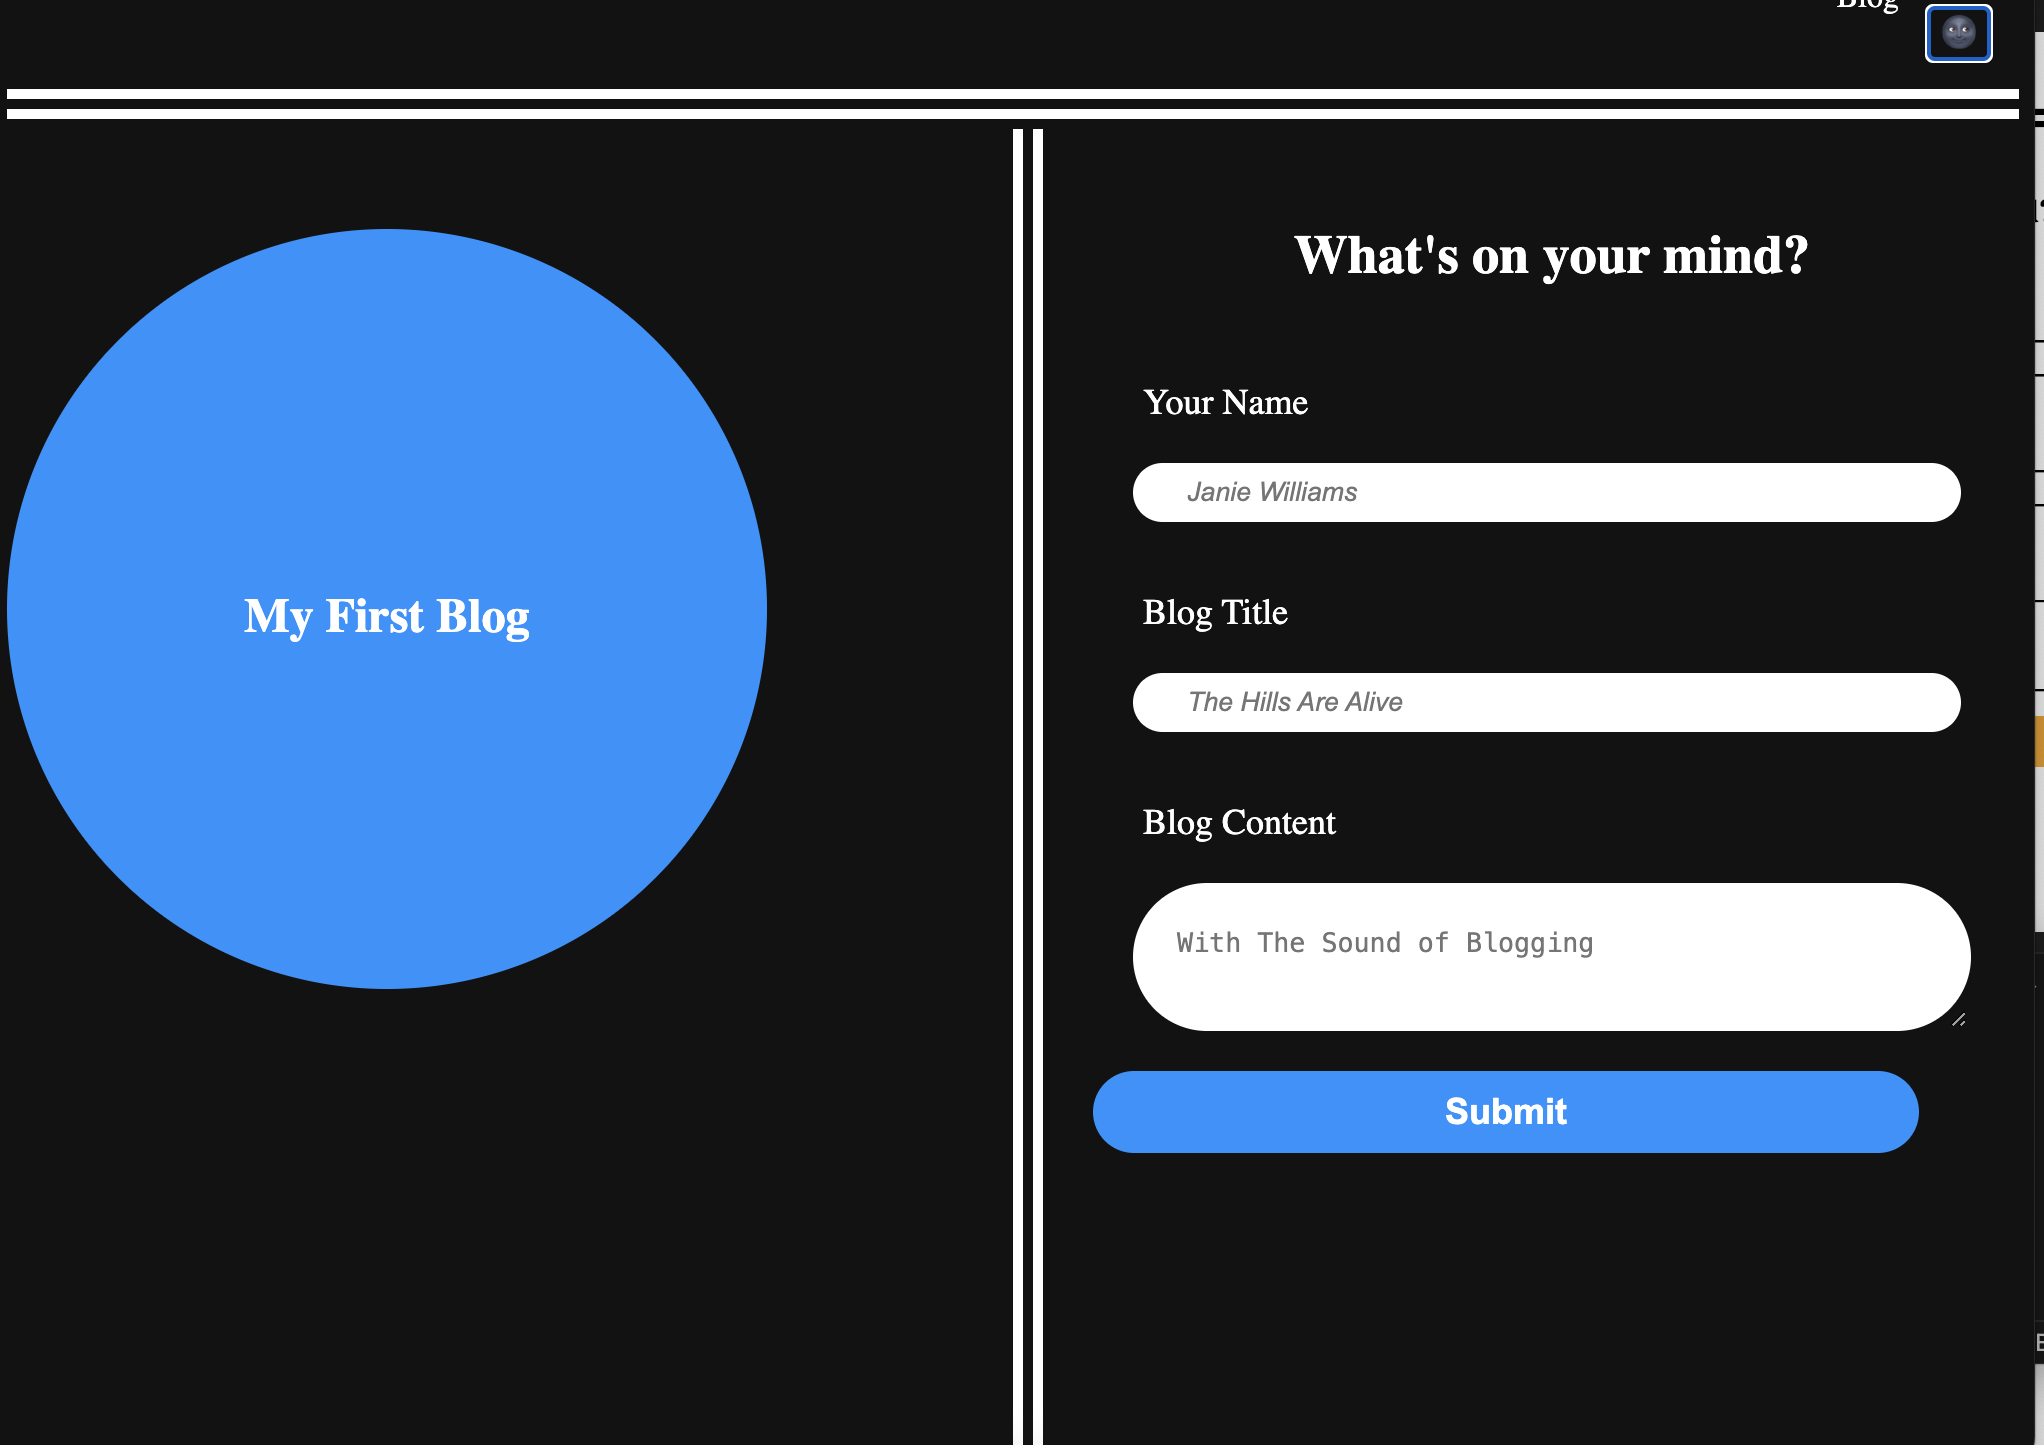 Blog
My First Blog
What's on your mind?
Your Name
Janie Williams
Blog Title
The Hills Are Alive
Blog Content
With The Sound of Blogging
Submit